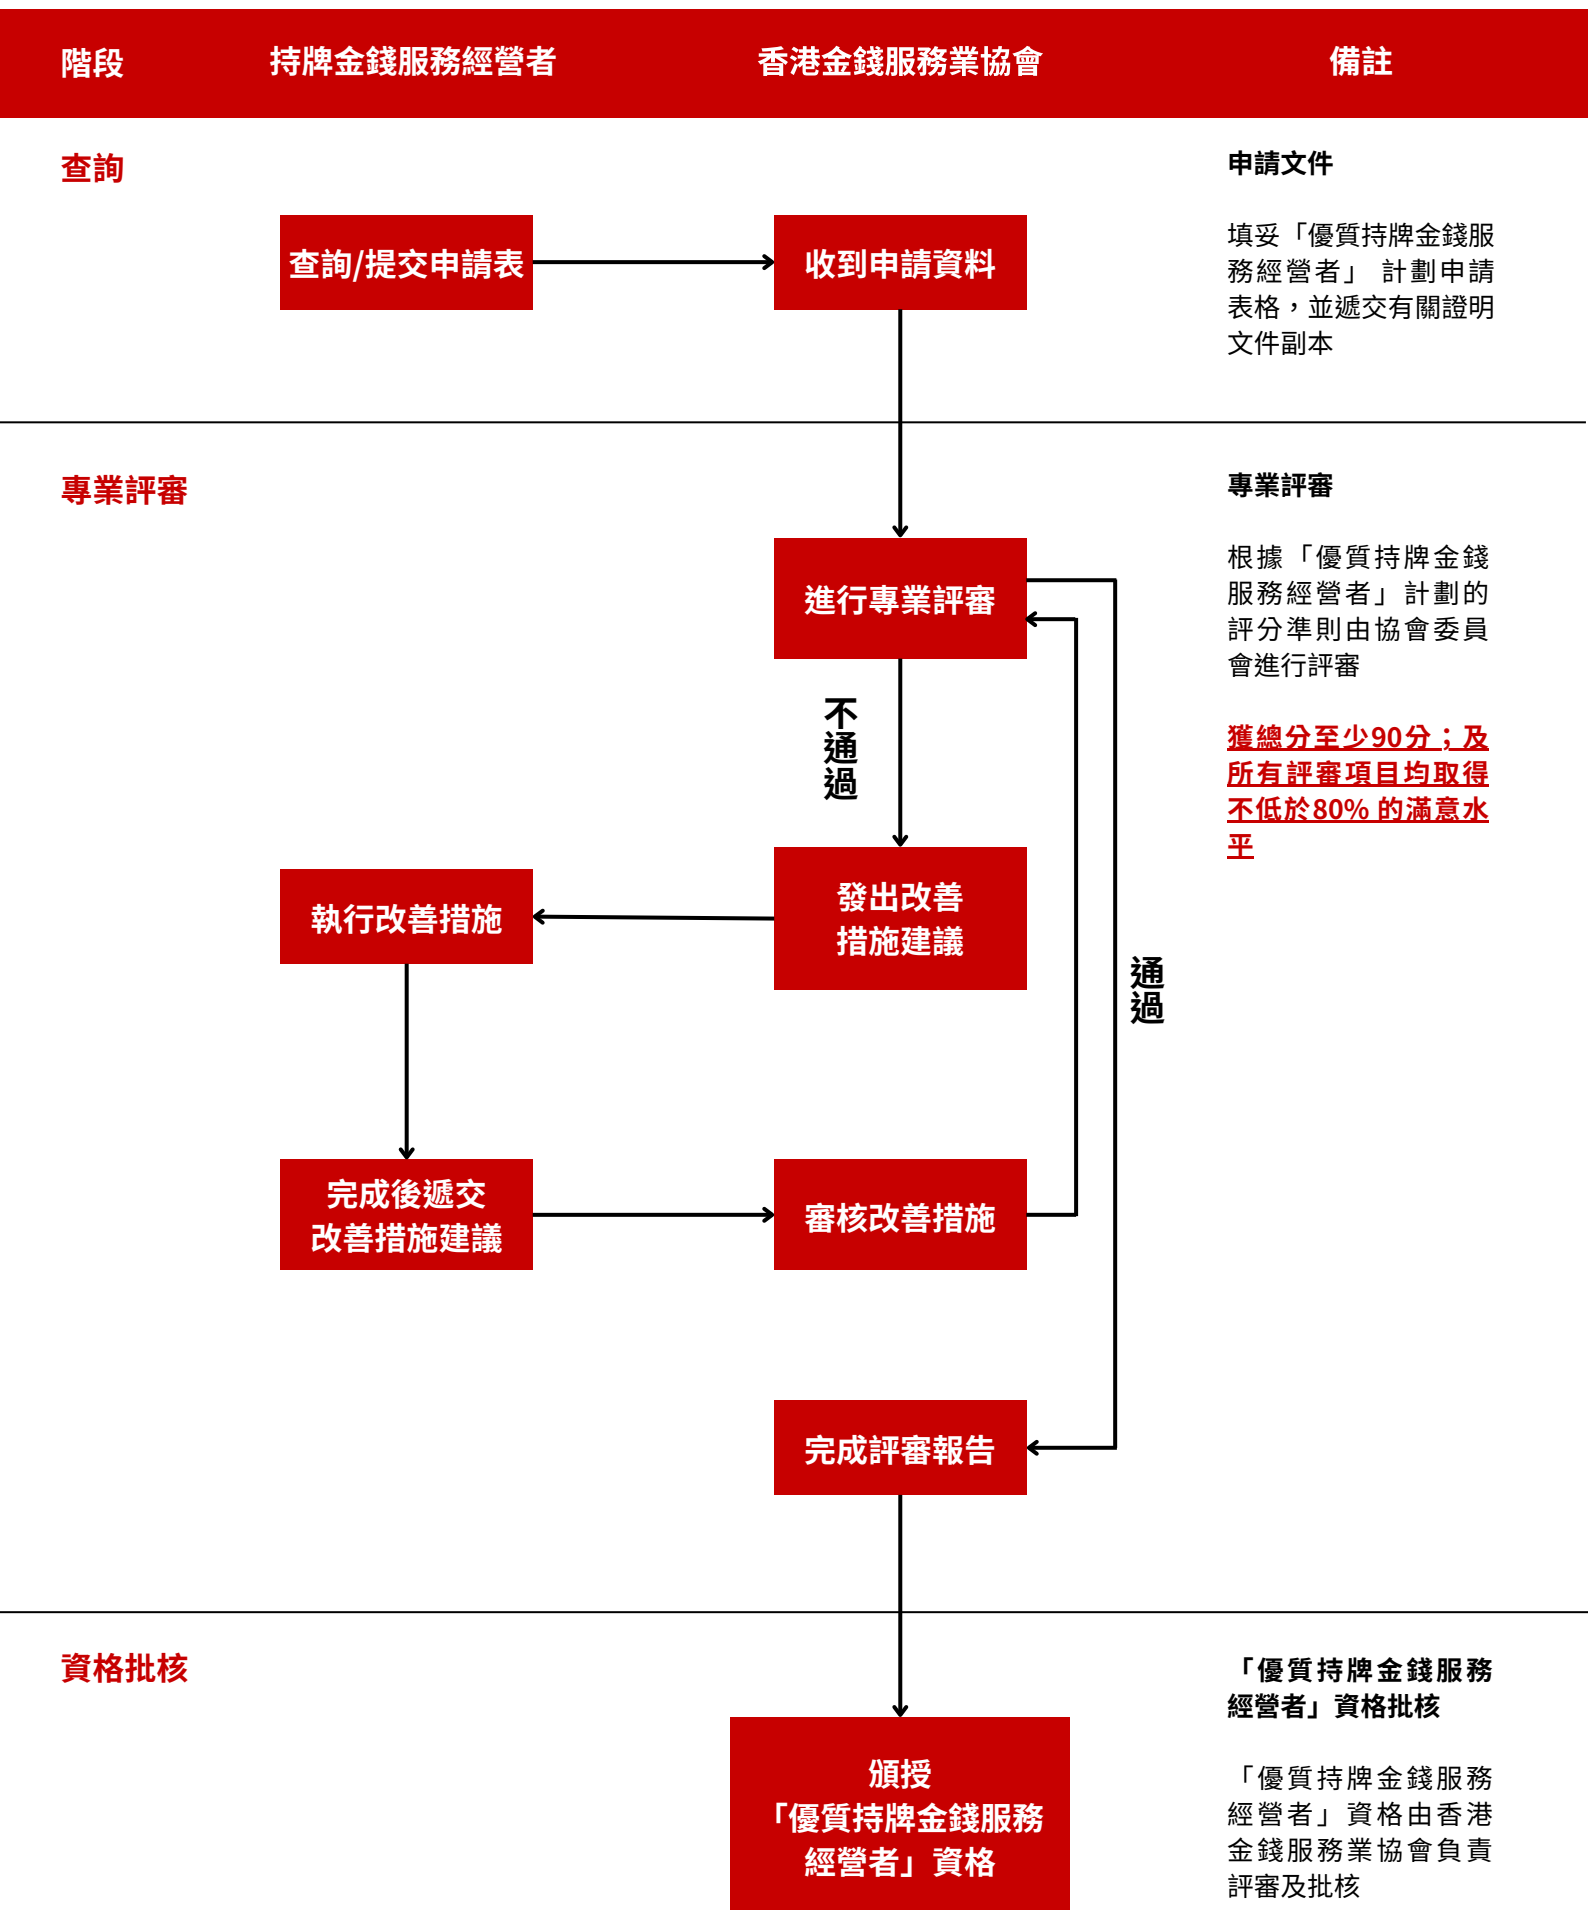 階段
持牌金錢服務經營者
香港金錢服務業協會
備註
查詢
查詢/提交申請表
收到申請資料
申請文件
填妥「優質持牌金錢服
務經營者」 計劃申請
表格，並遞交有關證明
文件副本
專業評審
進行專業評審
不通過
發出改善
措施建議
執行改善措施
完成後遞交
改善措施建議
審核改善措施
通過
完成評審報告
專業評審
根據「優質持牌金錢
服務經營者」計劃的
評分準則由協會委員
會進行評審
獲總分至少90分；及
所有評審項目均取得
不低於80% 的滿意水
平
資格批核
頒授
「優質持牌金錢服務
經營者」資格
「優質持牌金錢服務
經營者」資格批核
「優質持牌金錢服務
經營者」資格由香港
金錢服務業協會負責
評審及批核